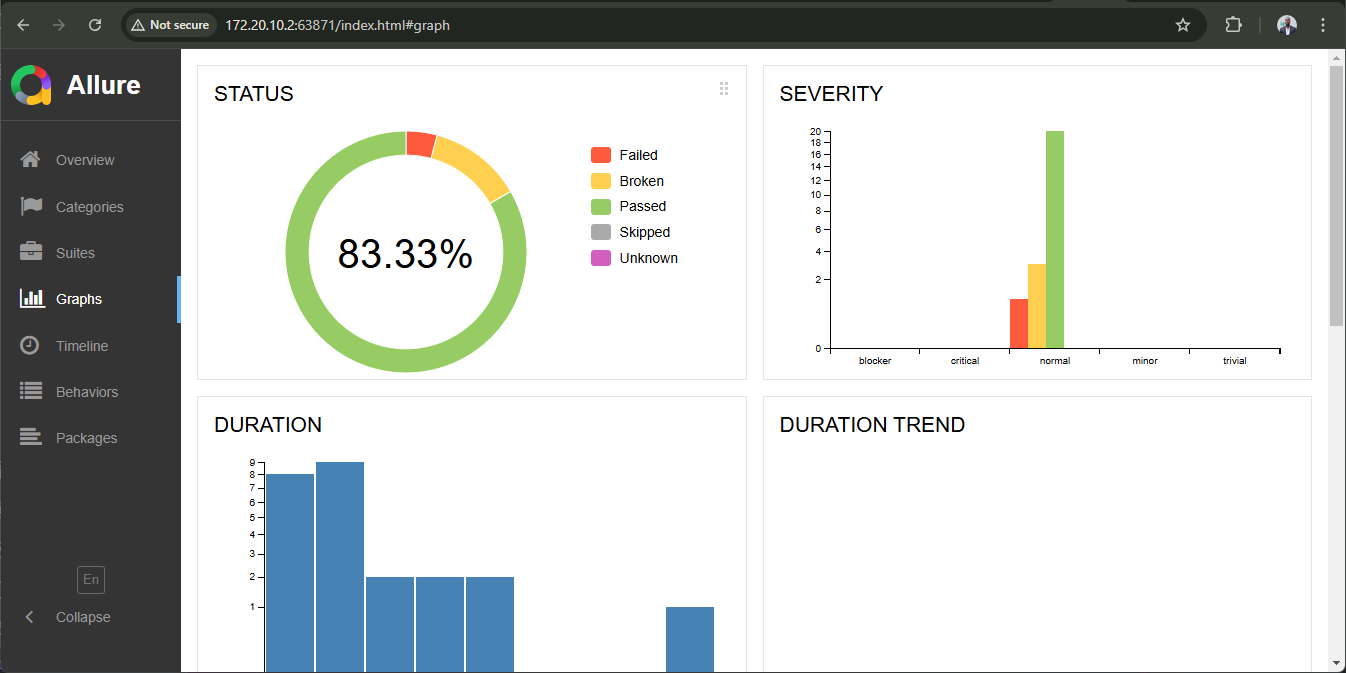 Not secure
172.20.10.2:63871/index.html#graph
Allure
Overview
Categories
Suites
Graphs
Timeline
Behaviors
Packages
En
Collapse
STATUS
83.33%
Failed
Broken
Passed
Skipped
Unknown
SEVERITY
20
18
16
14
12
10
8
6
4
2
0
blocker critical normal minor trivial
DURATION
9
8
7
6
5
4
3
2
1
DURATION TREND